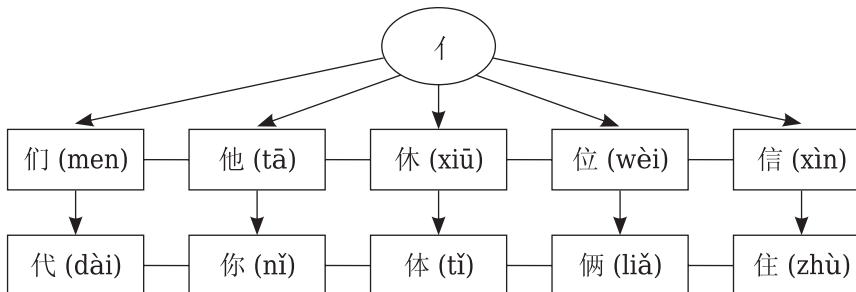 亻
们 (men) 他 (tā) 休 (xiū) 位 (wèi) 信 (xìn)
代 (dài) 你 (nǐ) 体 (tǐ) 俩 (liǎ) 住 (zhù)